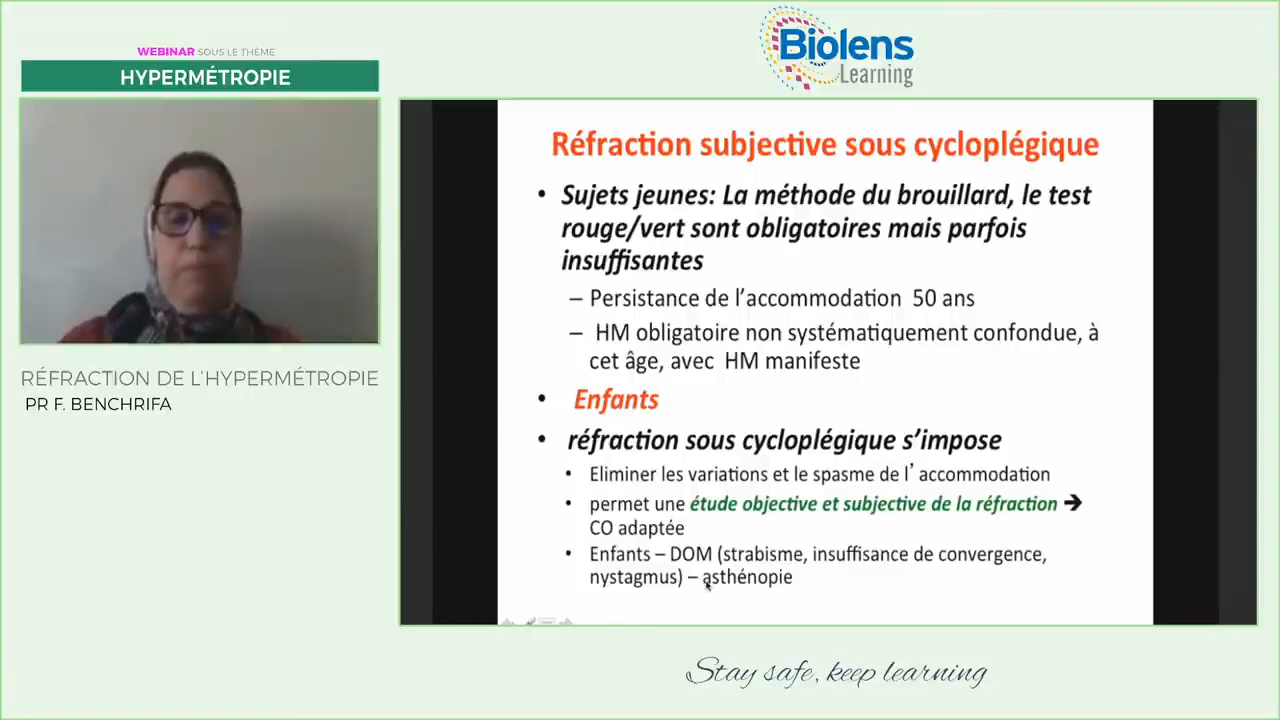 WEBINAR SOUS LE THÈME
HYPERMÉTROPIE
Biolens
Learning
Réfraction subjective sous cycloplégique
• Sujets jeunes: La méthode du brouillard, le test
rouge/vert sont obligatoires mais parfois
insuffisantes
– Persistance de l'accommodation 50 ans
– HM obligatoire non systématiquement confondue, à
cet âge, avec HM manifeste
• Enfants
• réfraction sous cycloplégique s'impose
• Eliminer les variations et le spasme de l' accommodation
• permet une étude objective et subjective de la réfraction ➔
CO adaptée
• Enfants – DOM (strabisme, insuffisance de convergence,
nystagmus) – asthénopie
RÉFRACTION DE L'HYPERMÉTROPIE
PR F. BENCHRIFA
Stay safe, keep learning